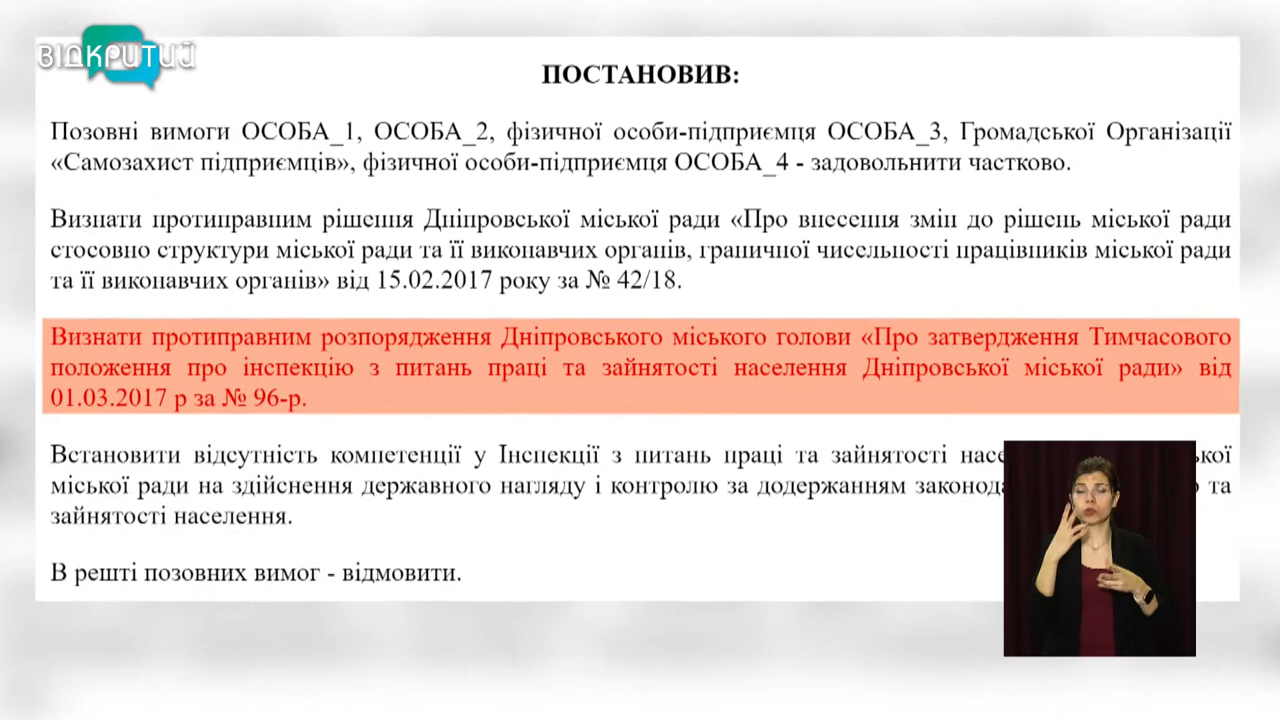 ВІДКРИТИЙ
ПОСТАНОВИВ:
Позовні вимоги ОСОБА_1, ОСОБА_2, фізичної особи-підприємця ОСОБА_3, Громадської Організації
«Самозахист підприємців», фізичної особи-підприємця ОСОБА_4 - задовольнити частково.
Визнати протиправним рішення Дніпровської міської ради «Про внесення змін до рішень міської ради
стосовно структури міської ради та її виконавчих органів, граничної чисельності працівників міської ради
та її виконавчих органів» від 15.02.2017 року за № 42/18.
Визнати протиправним розпорядження Дніпровського міського голови «Про затвердження Тимчасового
положення про інспекцію з питань праці та зайнятості населення Дніпровської міської ради» від
01.03.2017 р за № 96-р.
Встановити відсутність компетенції у Інспекції з питань праці та зайнятості
міської ради на здійснення державного нагляду і контролю за додержанням та
зайнятості населення.
В решті позовних вимог - відмовити.